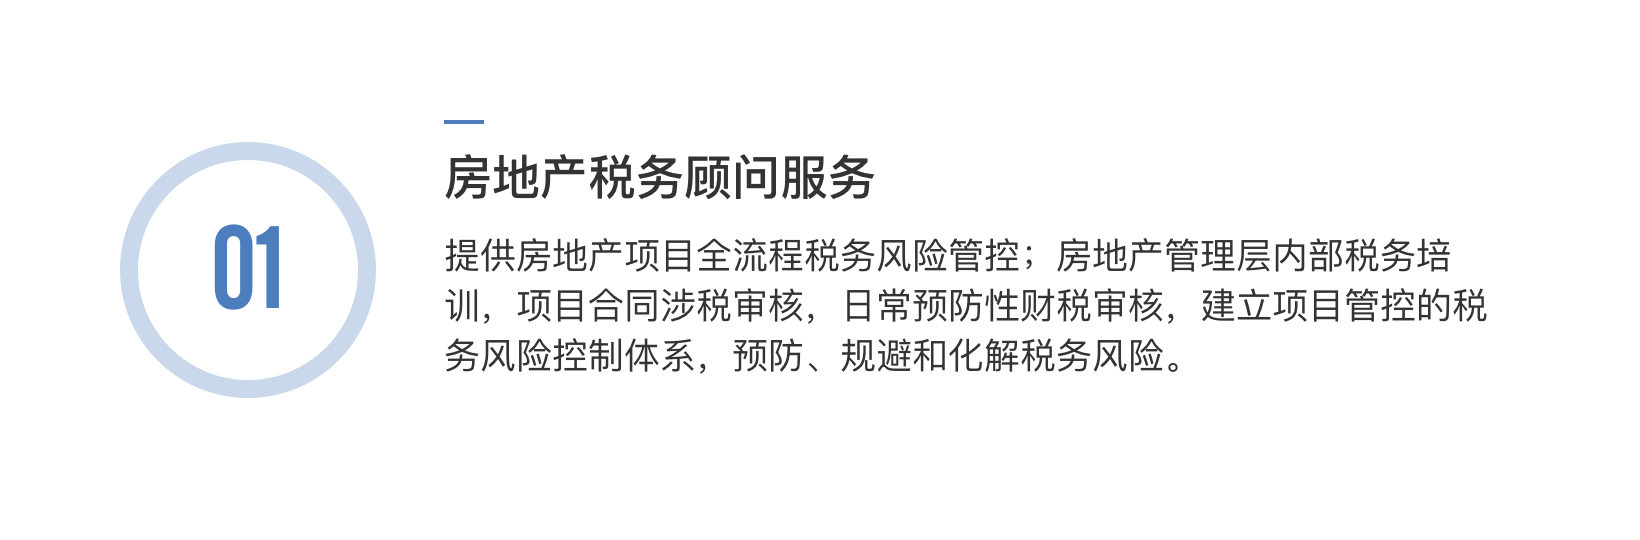 01
房地产税务顾问服务
提供房地产项目全流程税务风险管控；房地产管理层内部税务培
训，项目合同涉税审核，日常预防性财税审核，建立项目管控的税
务风险控制体系，预防、规避和化解税务风险。